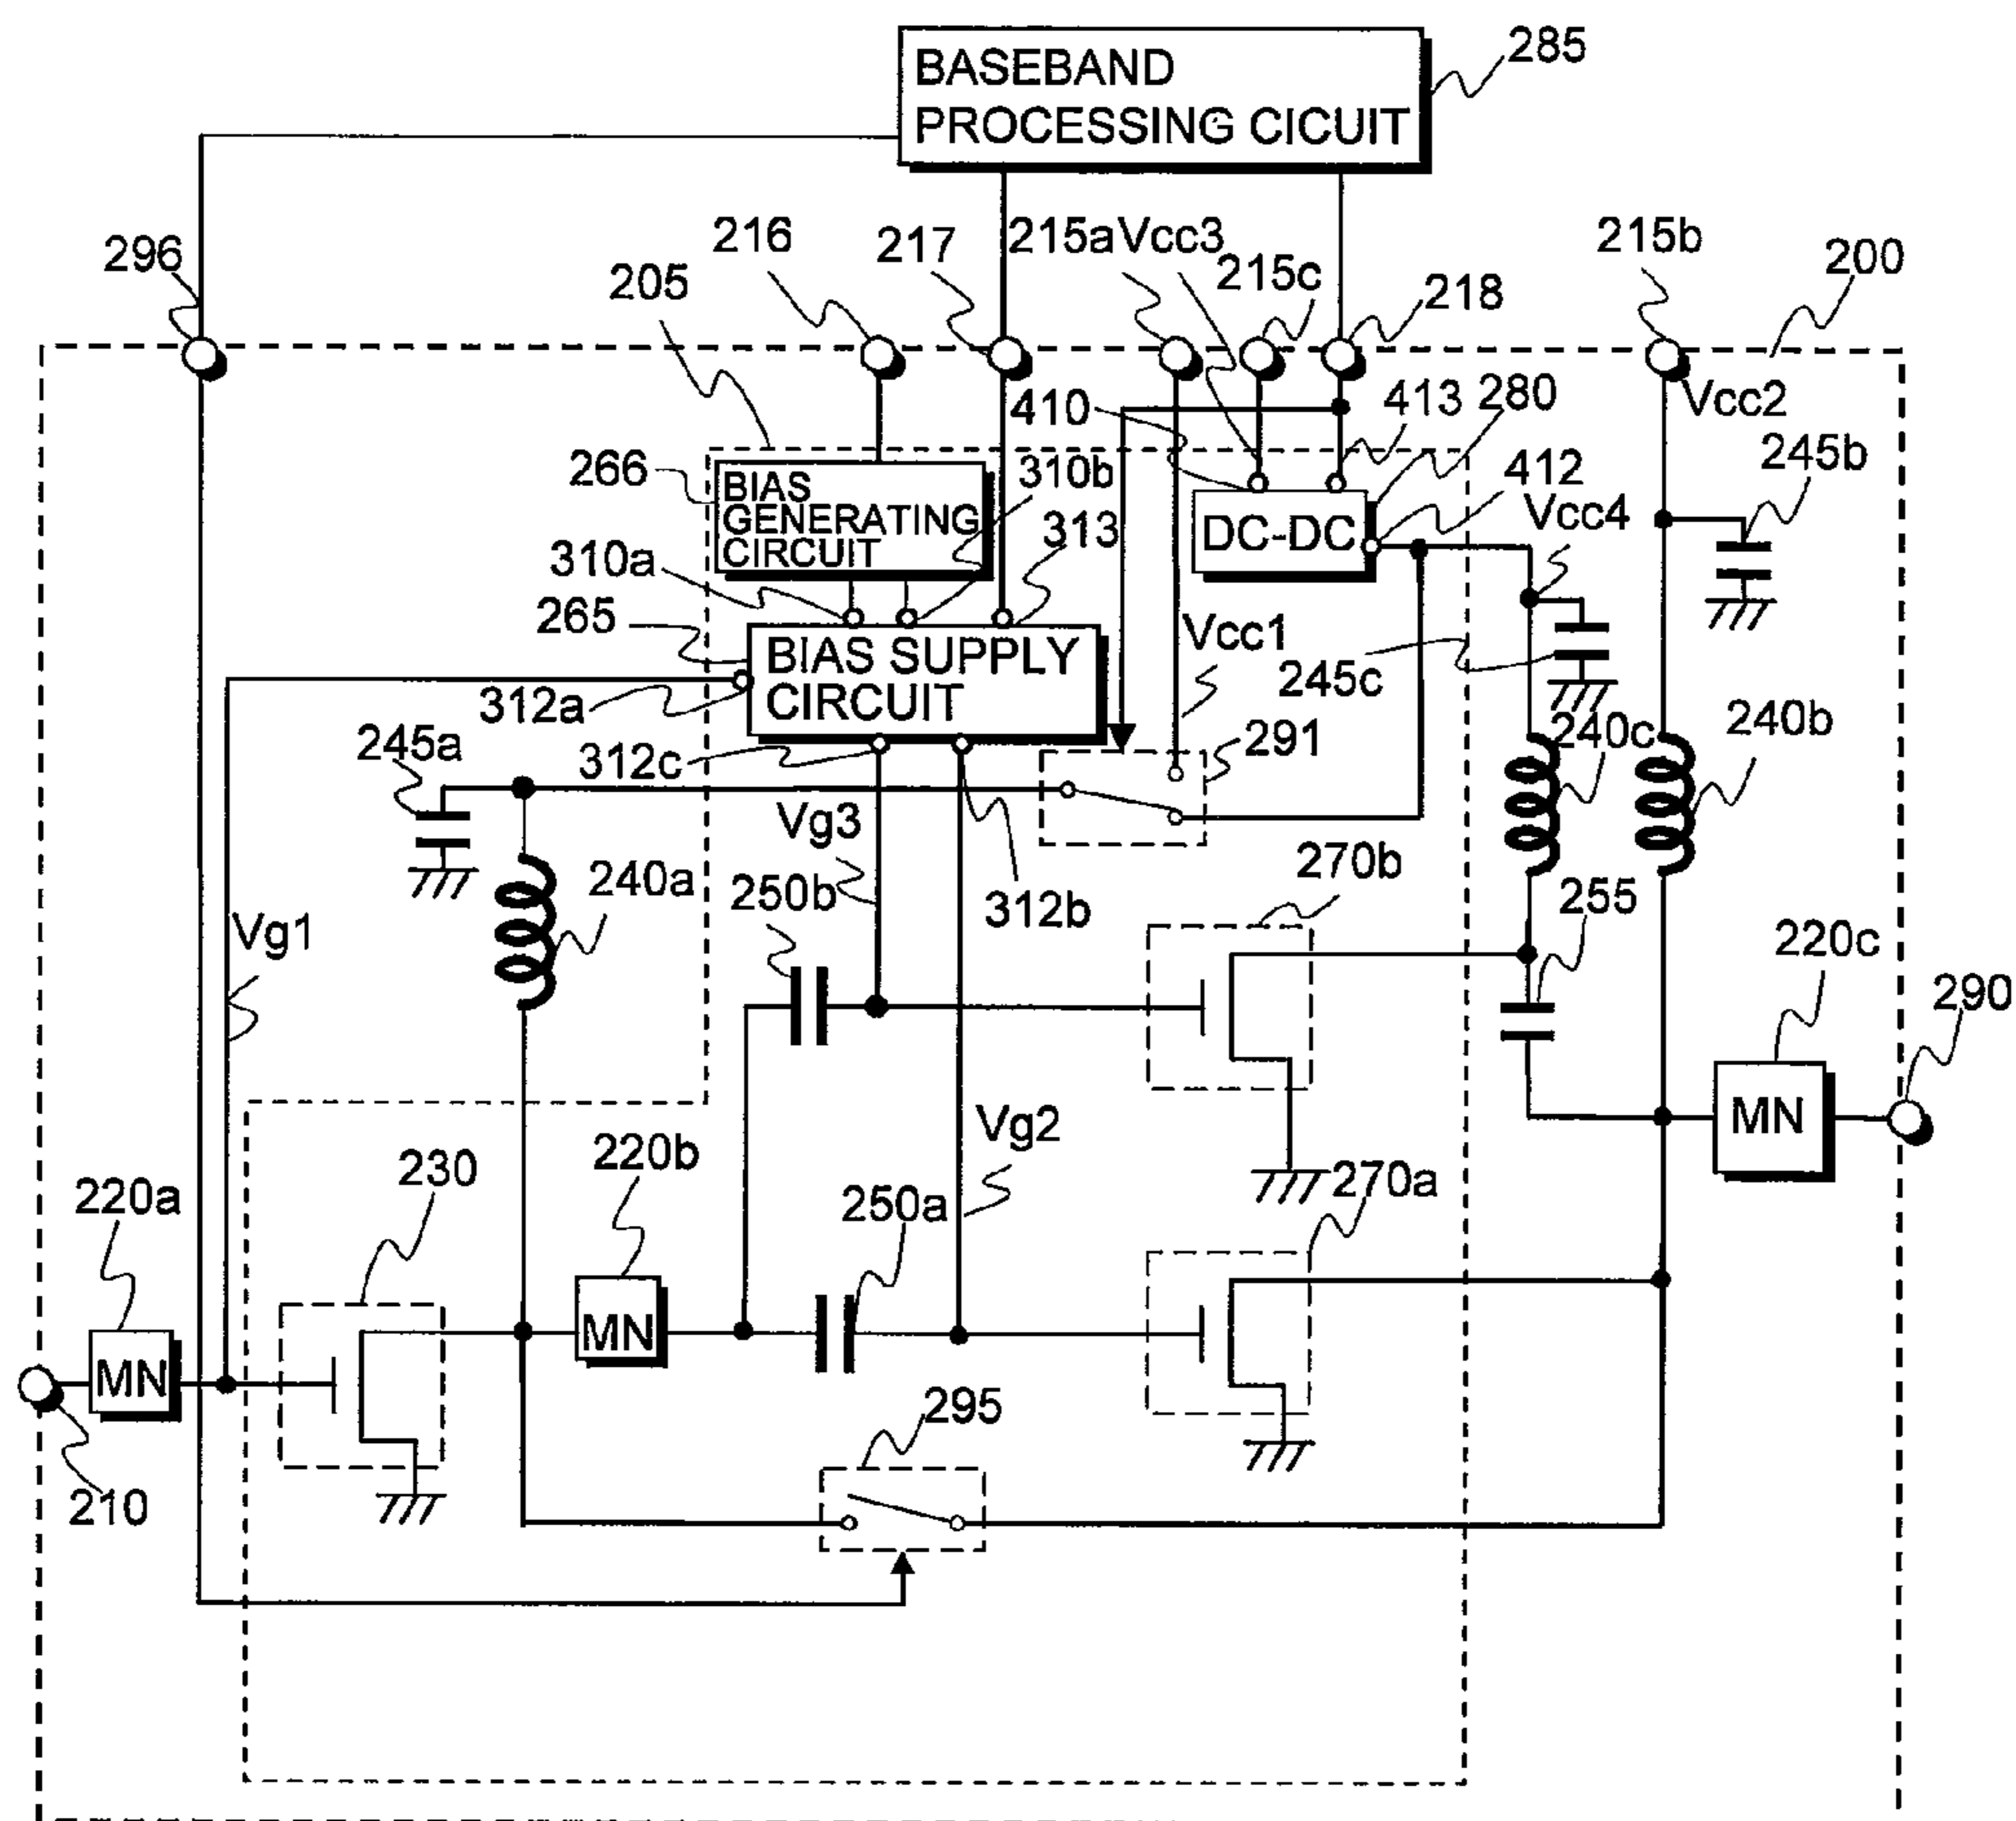 BASEBAND
PROCESSING CICUIT
285
296
205
216
217
215aVcc3
215c
218
215b
200
410
413
280
Vcc2
266
BIAS
GENERATING
CIRCUIT
310b
313
DC-DC
412
Vcc4
245b
310a
265
BIAS SUPPLY
CIRCUIT
Vcc1
245c
312a
245a
312c
291
240c
240b
Vg3
240a
250b
312b
270b
255
220c
290
Vg1
MN
Vg2
230
220b
220a
250a
270a
MN
MN
295
210